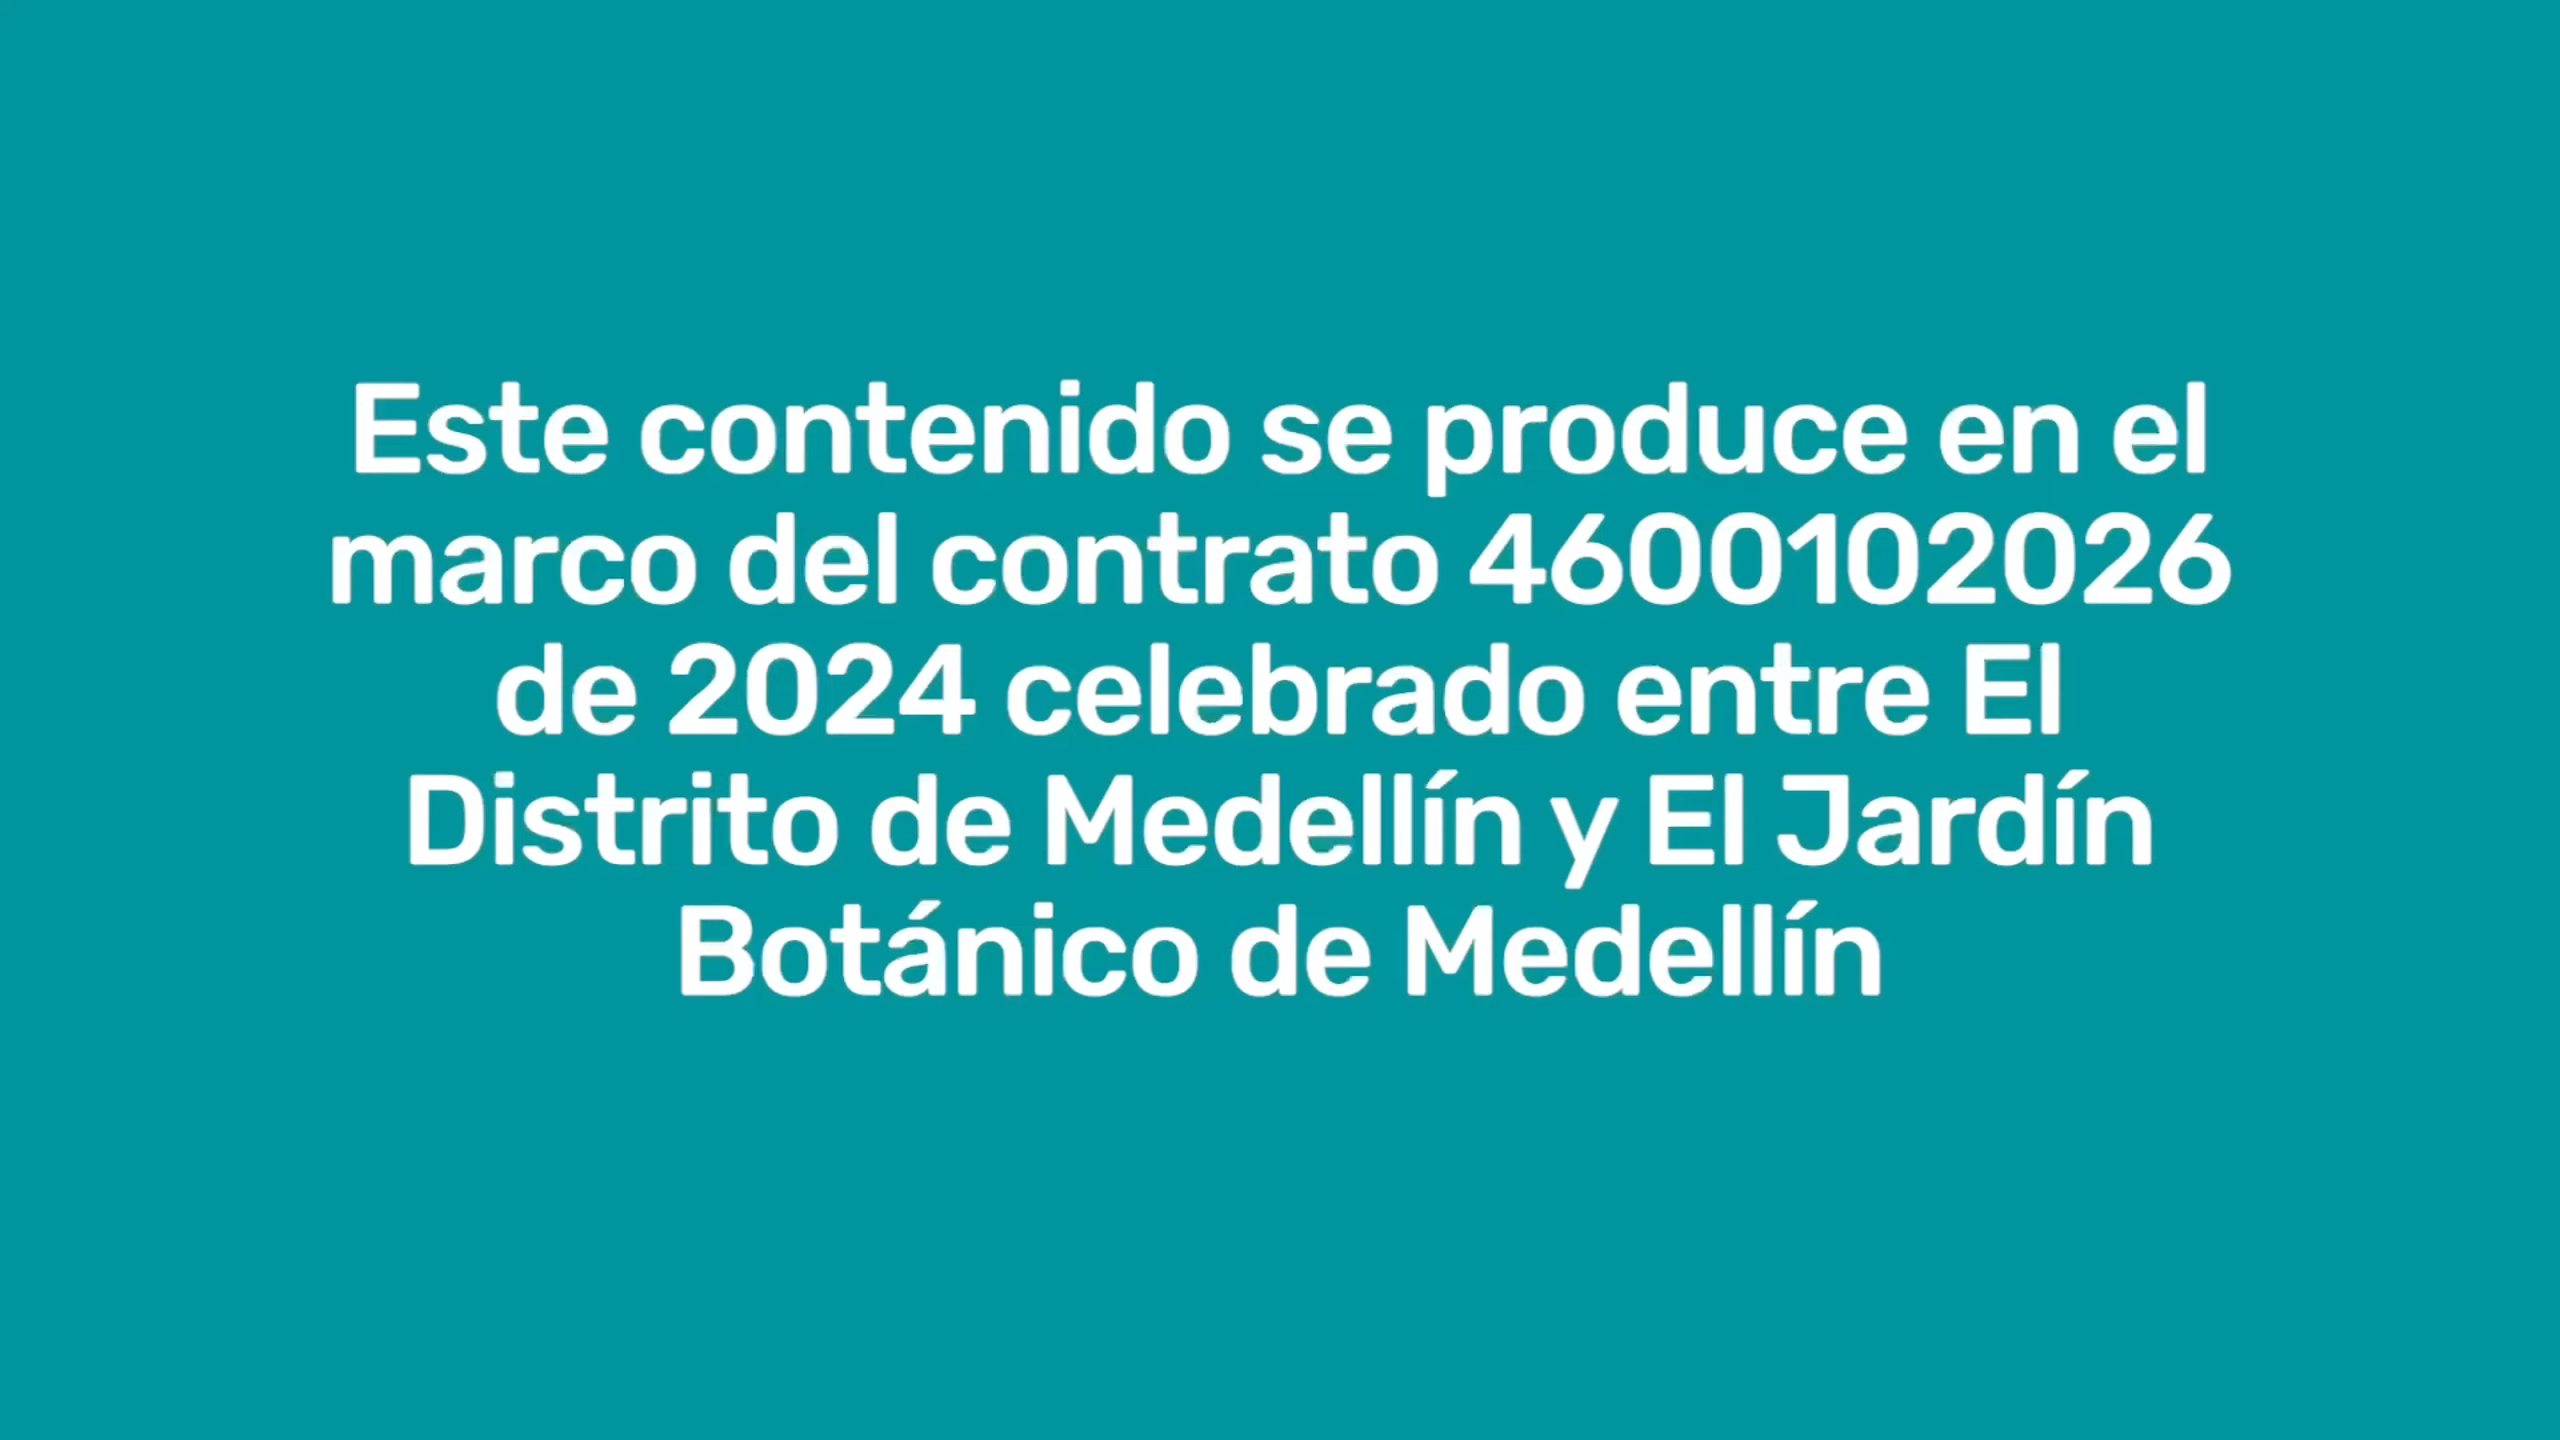 Este contenido se produce en el
marco del contrato 4600102026
de 2024 celebrado entre El
Distrito de Medellín y El Jardín
Botánico de Medellín